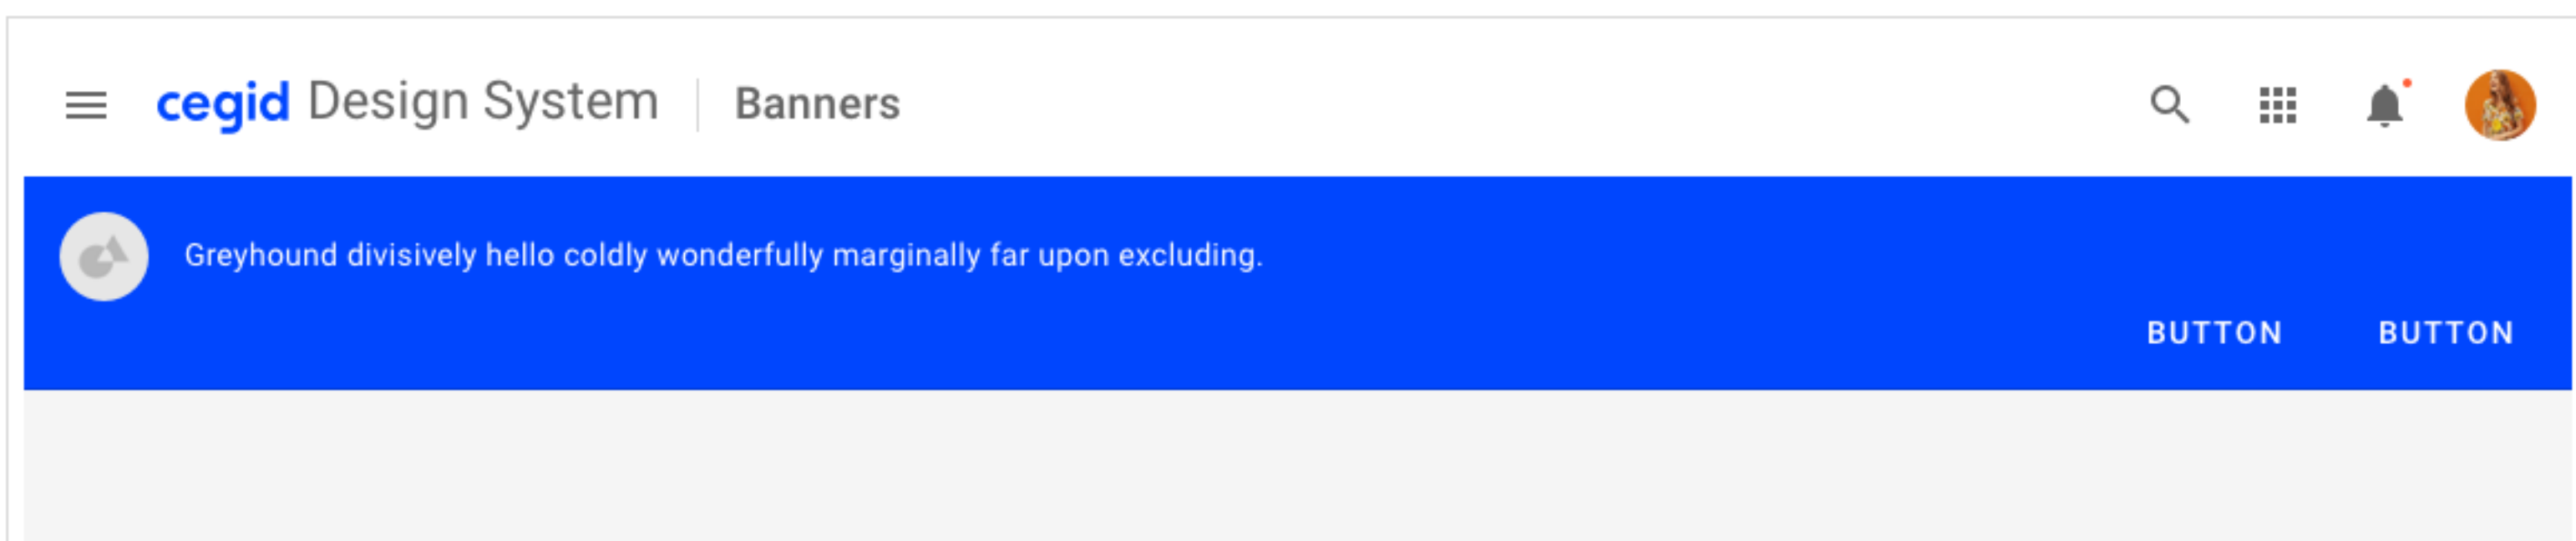 cegid Design System Banners
Greyhound divisively hello coldly wonderfully marginally far upon excluding.
BUTTON BUTTON